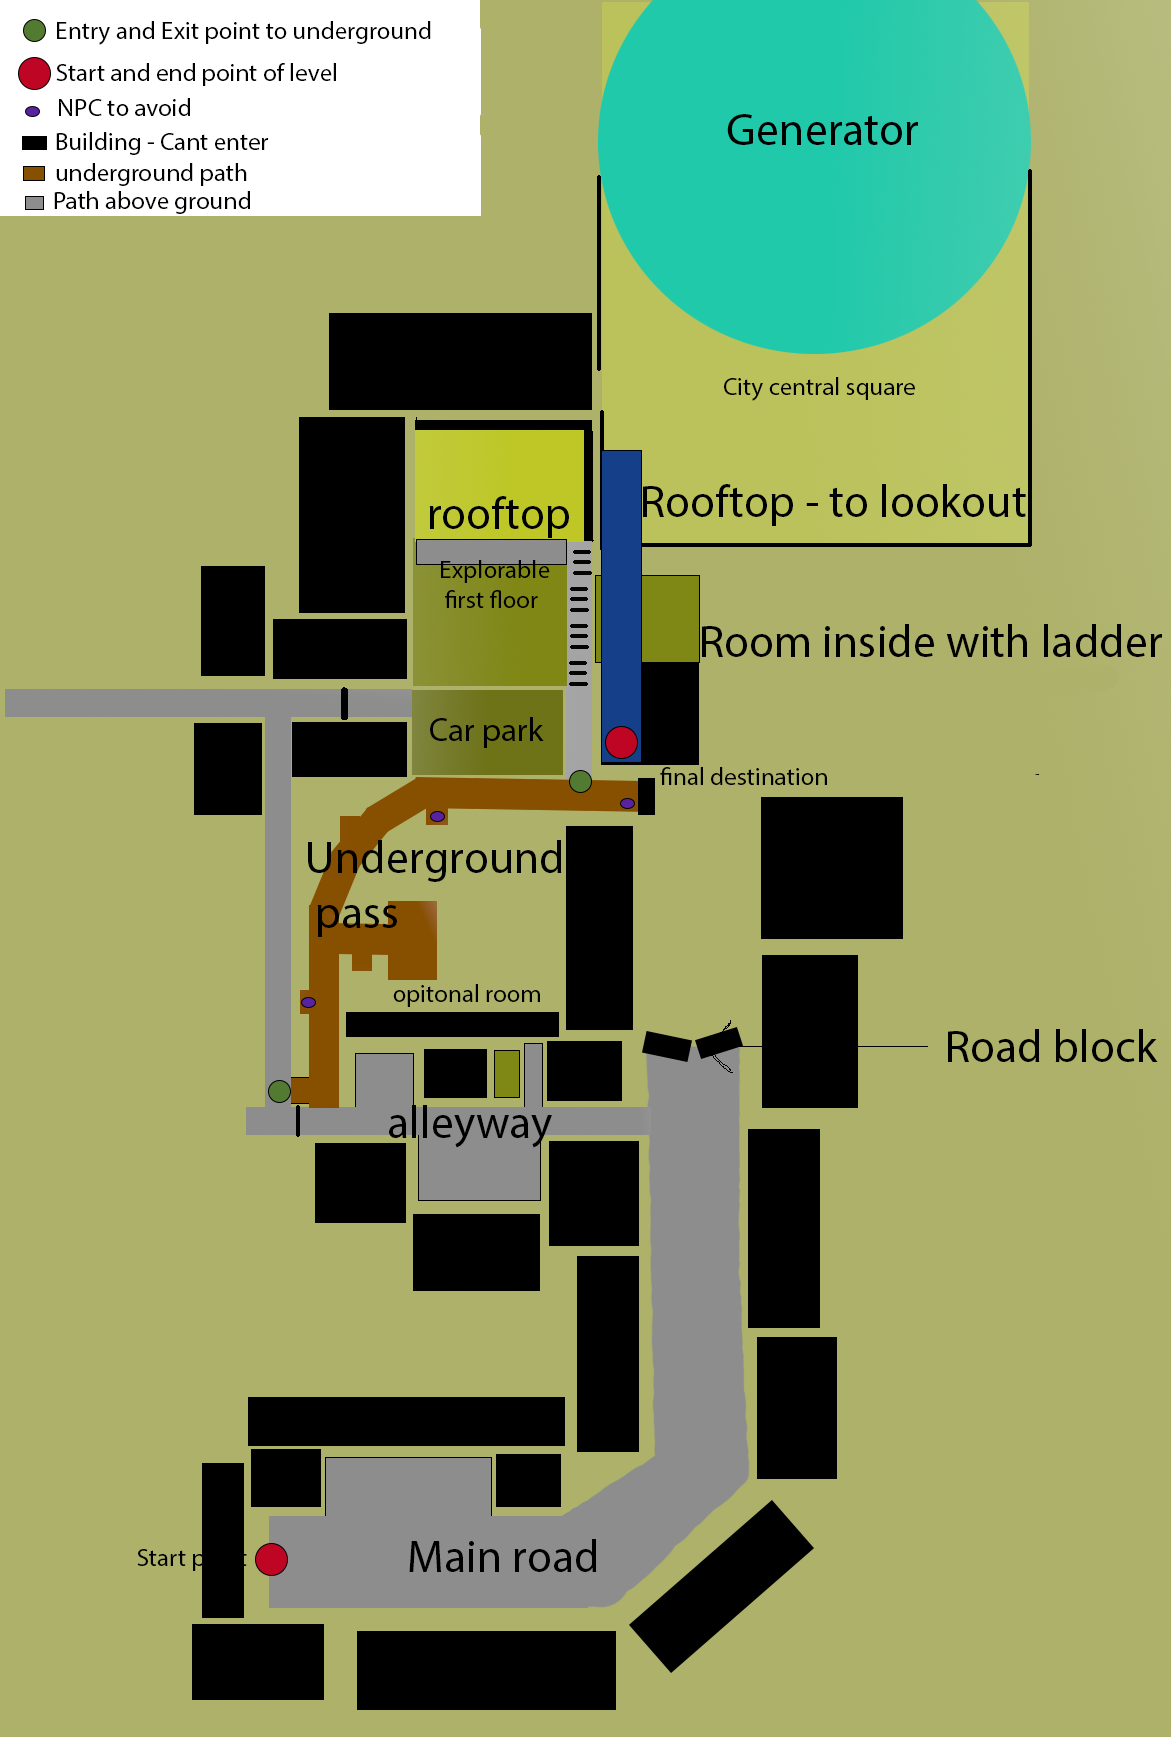 Entry and Exit point to underground
Start and end point of level
NPC to avoid
Building - Cant enter
underground path
Path above ground
Generator
City central square
Rooftop - to lookout
rooftop
Explorable
first floor
Room inside with ladder
Car park
final destination
Underground
pass
opitonal room
Road block
alleyway
Start point
Main road